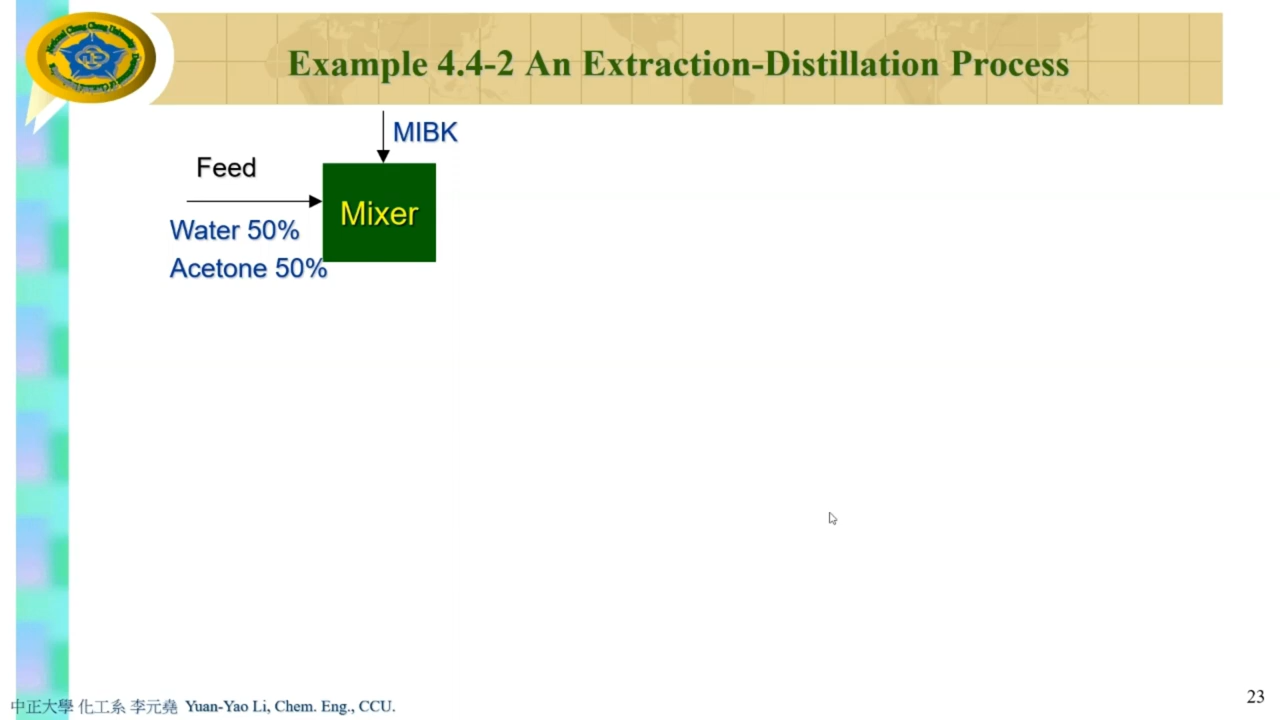 Example 4.4-2 An Extraction-Distillation Process
MIBK
Feed
Mixer
Water 50%
Acetone 50%
中正大學 化工系 李元堯 Yuan-Yao Li, Chem. Eng., CCU.
23